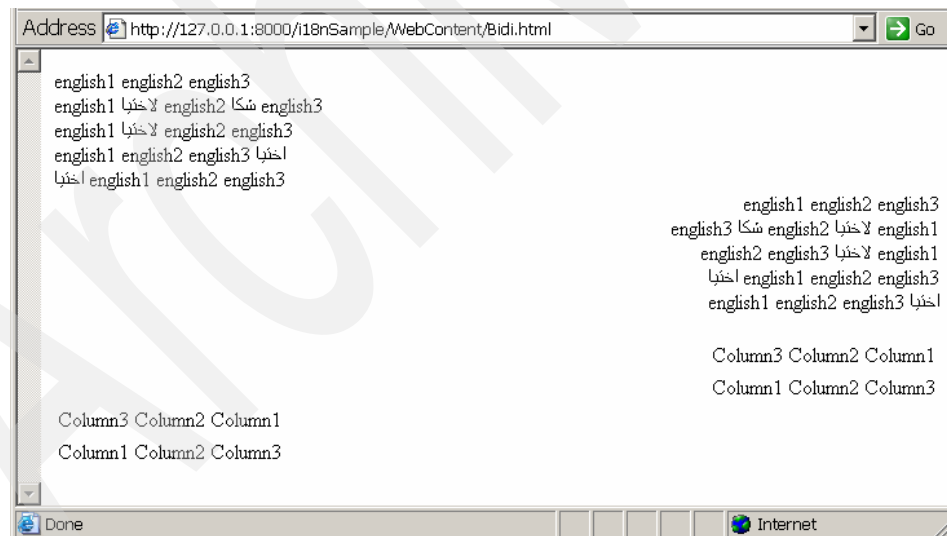 Address http://127.0.0.1:8000/i18nSample/WebContent/Bidi.html Go
english1 english2 english3
english1 لاختبا english2 شكا english3
english1 لاختبا english2 english3
english1 english2 english3 اختبا
اختبا english1 english2 english3
english1 english2 english3
english1 لاختبا english2 شكا english3
english1 لاختبا english2 english3
english1 english2 english3 اختبا
اختبا english1 english2 english3
Column3 Column2 Column1
Column1 Column2 Column3
Column3 Column2 Column1
Column1 Column2 Column3
Done Internet